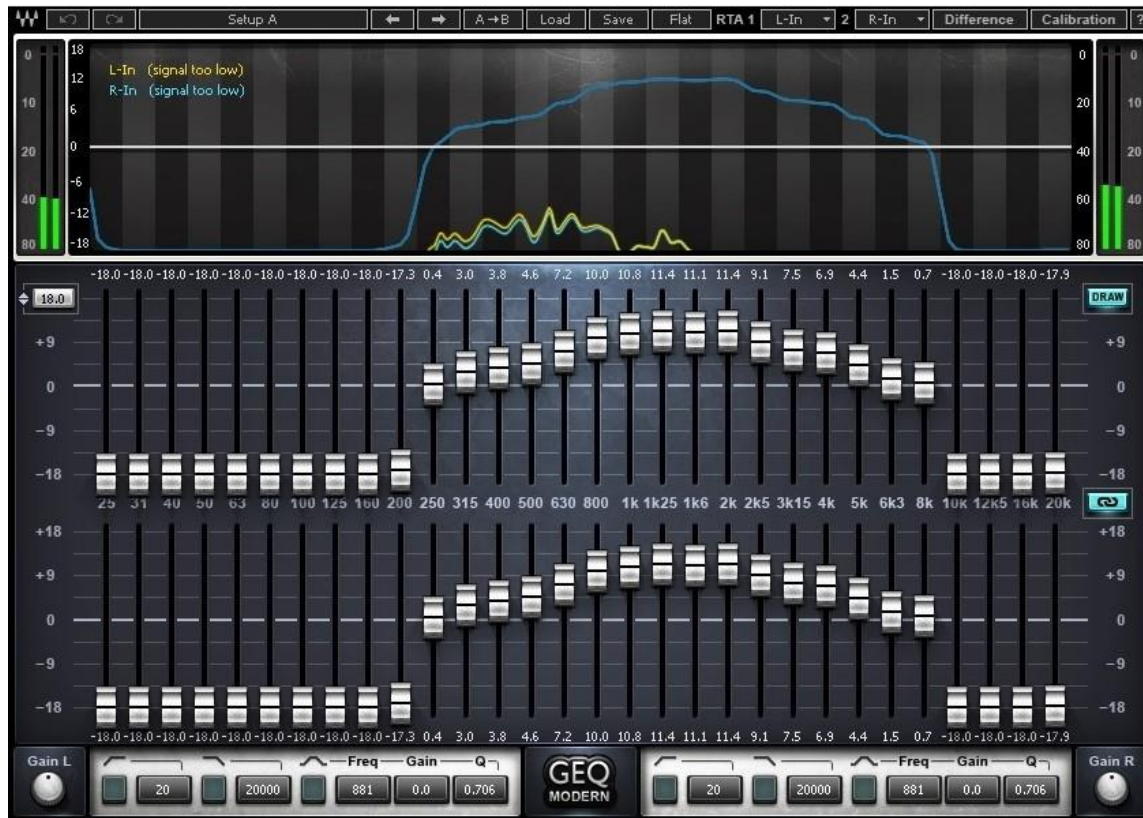 Setup A A→B Load Save Flat RTA 1 L-In 2 R-In Difference Calibration ?
0 18 0 0
L-In (signal too low)
12
R-In (signal too low)
10 6 20 10
20 0 40 20
-6
40 -12 60 40
80 -18 80 80
-18.0 -18.0 -18.0 -18.0 -18.0 -18.0 -18.0 -18.0 -18.0 -17.3 0.4 3.0 3.8 4.6 7.2 10.0 10.8 11.4 11.1 11.4 9.1 7.5 6.9 4.4 1.5 0.7 -18.0 -18.0 -18.0 -17.9
18.0 DRAW
+9 +9
0 0
-9 -9
-18 -18
25 31 40 50 63 80 100 125 160 200 250 315 400 500 630 800 1k 1k25 1k6 2k 2k5 3k15 4k 5k 6k3 8k 10k 12k5 16k 20k
+18 +18
+9 +9
0 0
-9 -9
-18 -18
-18.0 -18.0 -18.0 -18.0 -18.0 -18.0 -18.0 -18.0 -18.0 -17.3 0.4 3.0 3.8 4.6 7.2 10.0 10.8 11.4 11.1 11.4 9.1 7.5 6.9 4.4 1.5 0.7 -18.0 -18.0 -18.0 -17.9
Gain L Freq Gain Q GEQ Freq Gain Q Gain R
20 20000 881 0.0 0.706 MODERN 20 20000 881 0.0 0.706